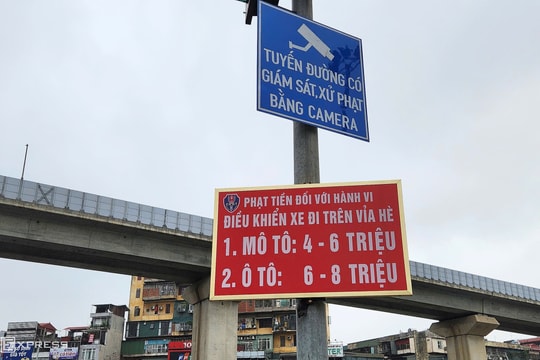 TUYẾN ĐƯỜNG CÓ
GIÁM SÁT, XỬ PHẠT
BẰNG CAMERA
PHẠT TIỀN ĐỐI VỚI HÀNH VI
ĐIỀU KHIỂN XE ĐI TRÊN VỈA HÈ
1. MÔ TÔ: 4 - 6 TRIỆU
2. Ô TÔ: 6 - 8 TRIỆU
EXPRESS